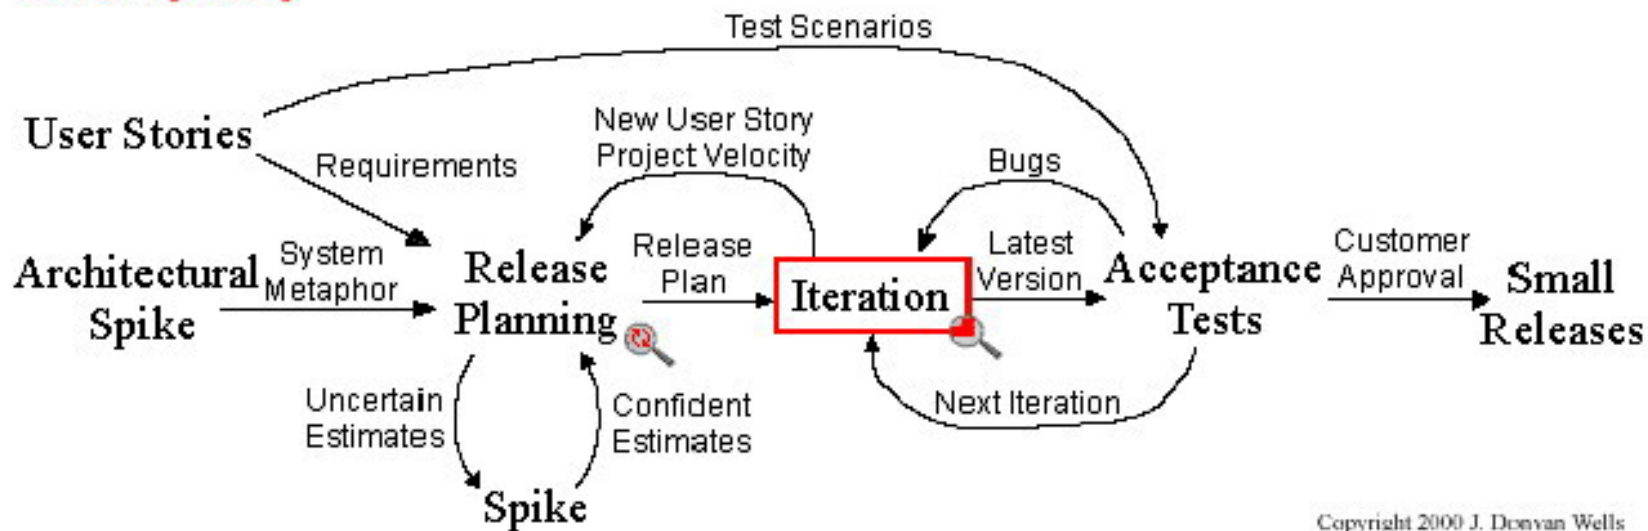 Test Scenarios
User Stories
Requirements
New User Story
Project Velocity
Bugs
Architectural
Spike
System
Metaphor
Release
Planning
Release
Plan
Iteration
Latest
Version
Acceptance
Tests
Customer
Approval
Small
Releases
Uncertain
Estimates
Confident
Estimates
Next Iteration
Spike
Copyright 2000 J. Donvan Wells